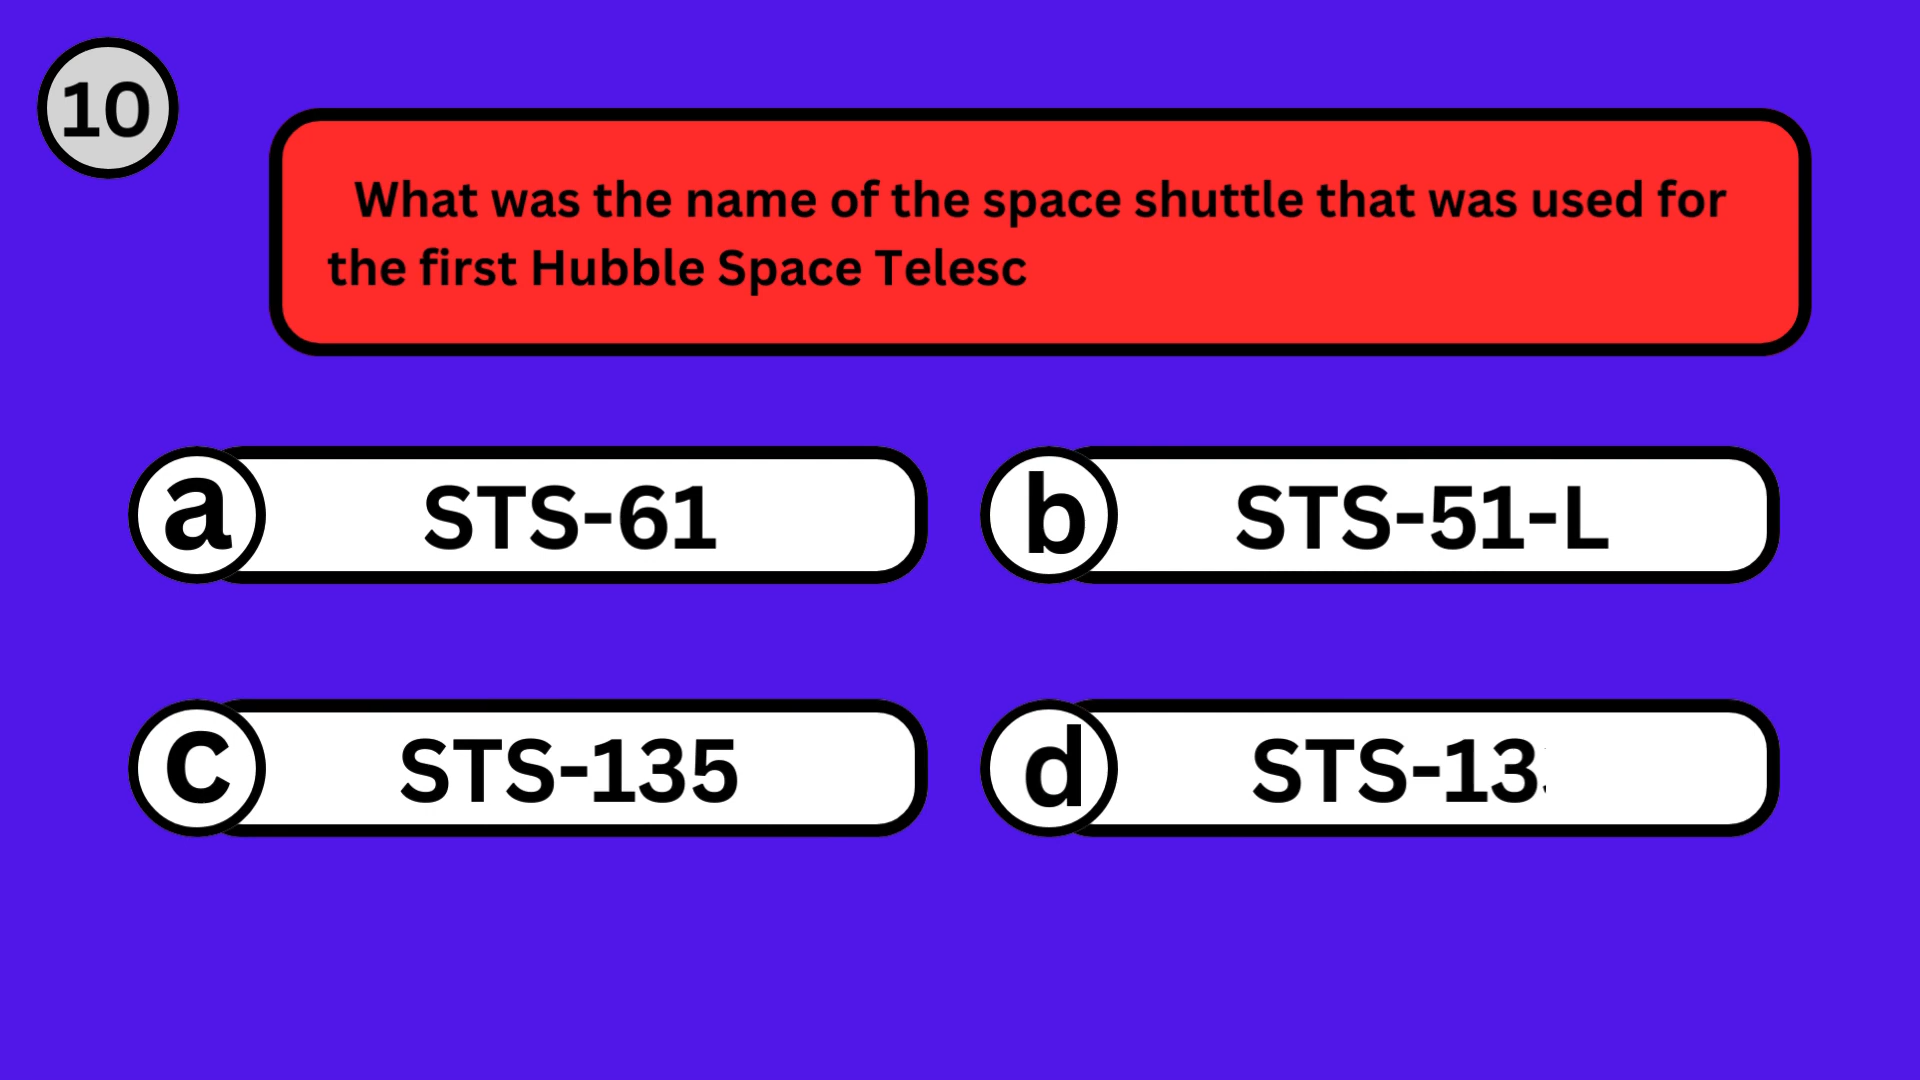 10
What was the name of the space shuttle that was used for
the first Hubble Space Telesc
a STS-61
b STS-51-L
c STS-135
d STS-13